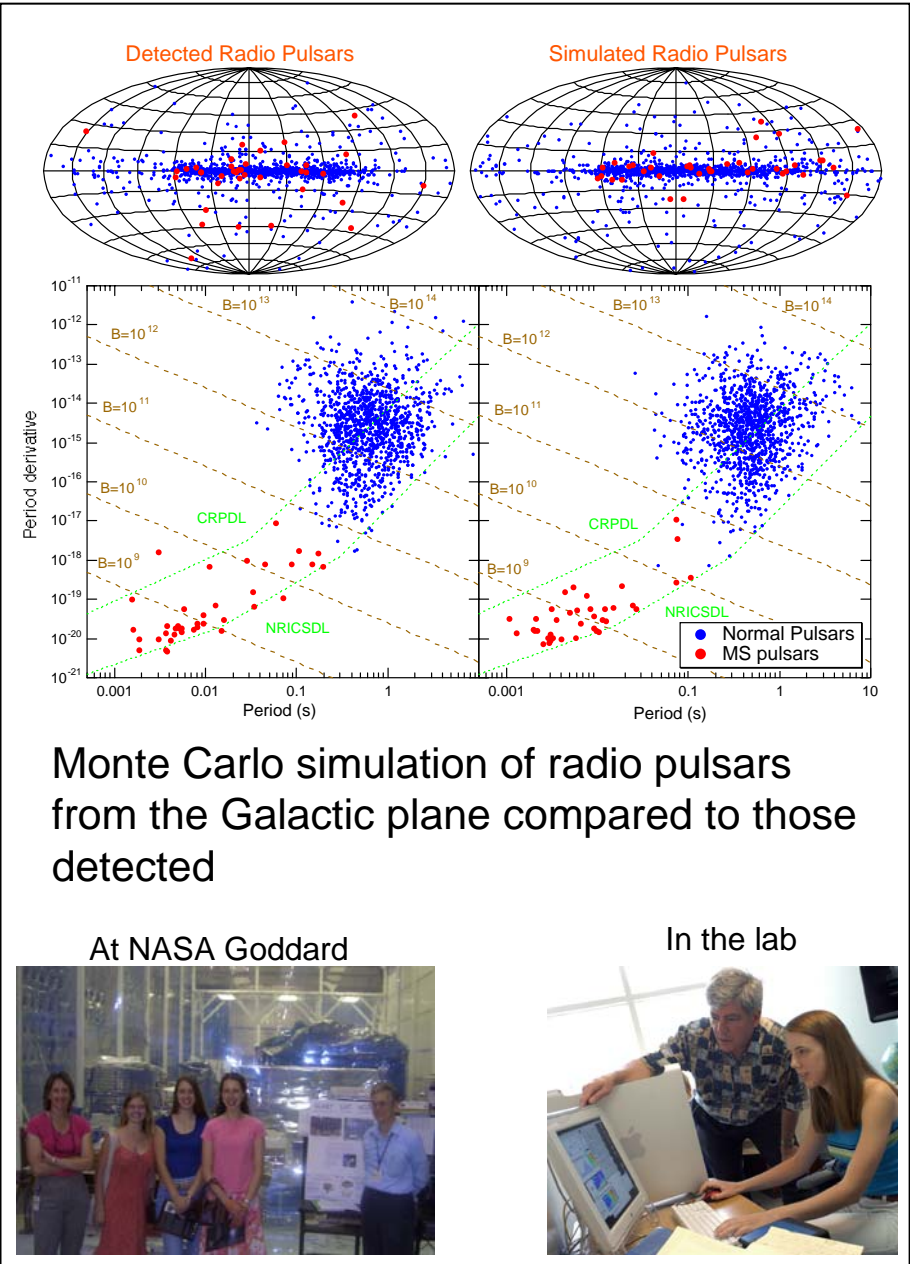 Detected Radio Pulsars
Simulated Radio Pulsars
10-11
10-12
10-13
10-14
10-15
10-16
10-17
10-18
10-19
10-20
10-21
Period derivative
B=10 13
B=10 14
B=10 12
B=10 11
B=10 10
B=10 9
CRPDL
NRICSDL
0.001
0.01
0.1
1
Period (s)
B=10 13
B=10 14
B=10 12
B=10 11
B=10 10
B=10 9
CRPDL
NRICSDL
Normal Pulsars
MS pulsars
0.001
0.1
1
10
Period (s)
Monte Carlo simulation of radio pulsars
from the Galactic plane compared to those
detected
At NASA Goddard
In the lab